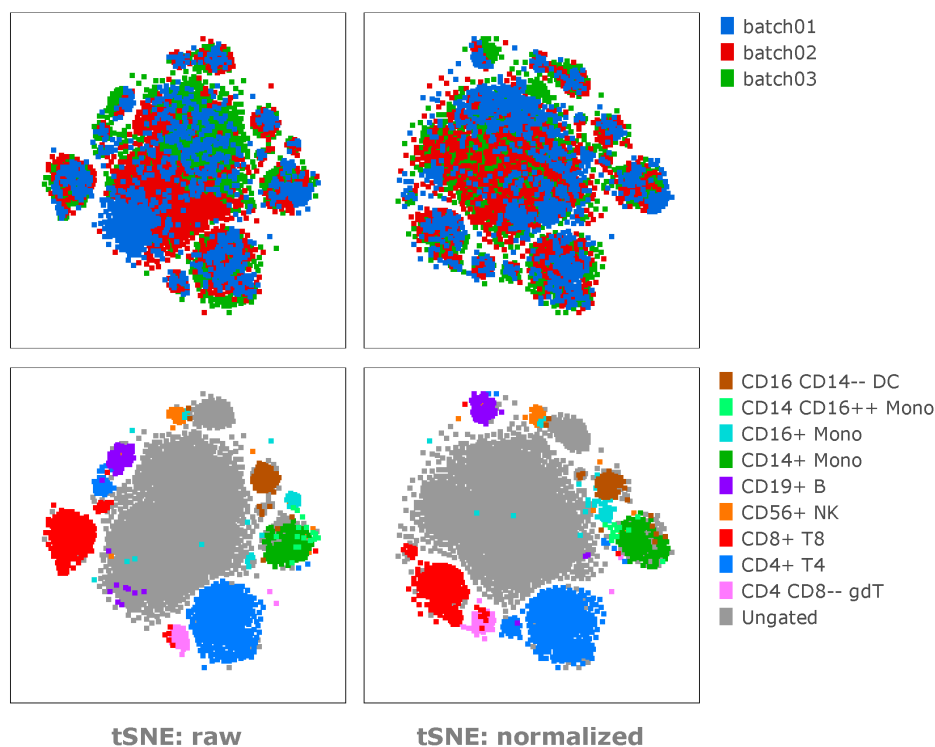 batch01
batch02
batch03
CD16 CD14-- DC
CD14 CD16++ Mono
CD16+ Mono
CD14+ Mono
CD19+ B
CD56+ NK
CD8+ T8
CD4+ T4
CD4 CD8-- gdT
Ungated
tSNE: raw
tSNE: normalized